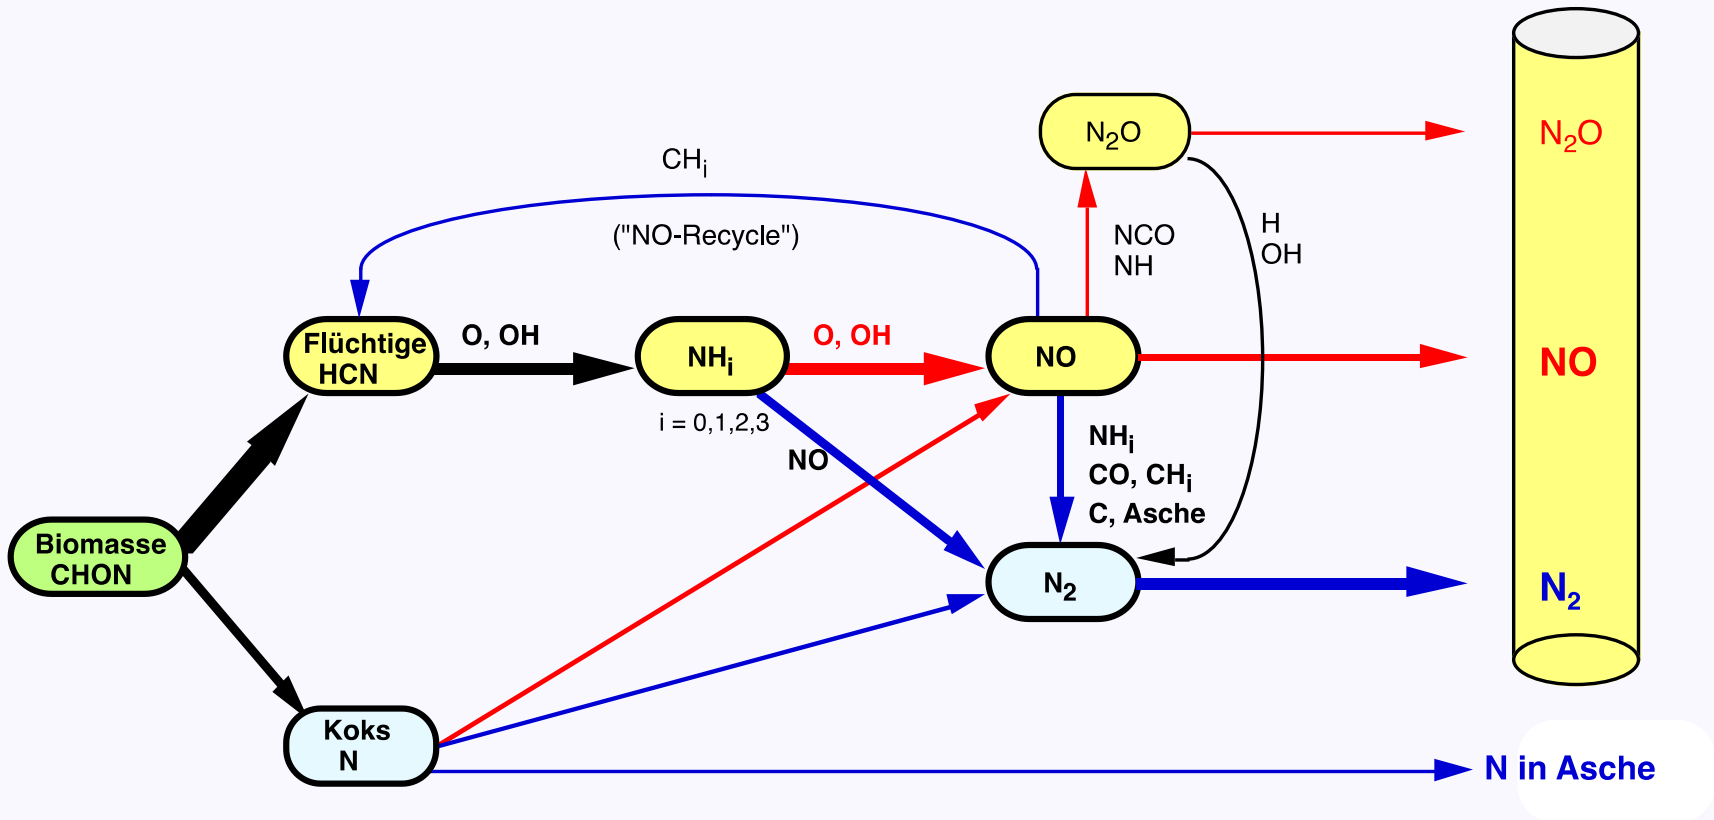 N₂O
N₂O
CHᵢ
("NO-Recycle")
NCO
NH
H
OH
Flüchtige
HCN
O, OH
NHᵢ
O, OH
NO
NO
i = 0,1,2,3
NO
NHᵢ
CO, CHᵢ
C, Asche
Biomasse
CHON
N₂
N₂
Koks
N
N in Asche